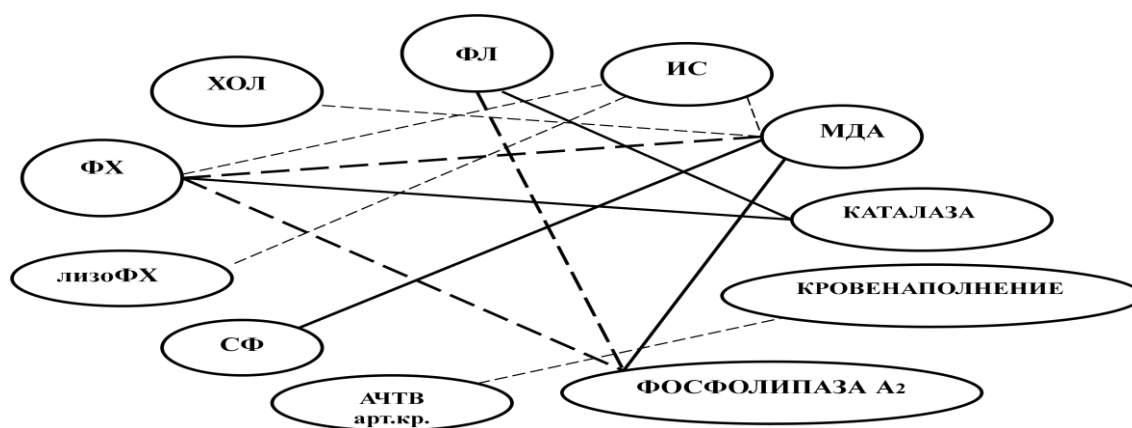 ФЛ
ИС
ХОЛ
МДА
ФХ
КАТАЛАЗА
лизоФХ
КРОВЕНАПОЛНЕНИЕ
СФ
ФОСФОЛИПАЗА А2
АЧТВ
арт.кр.